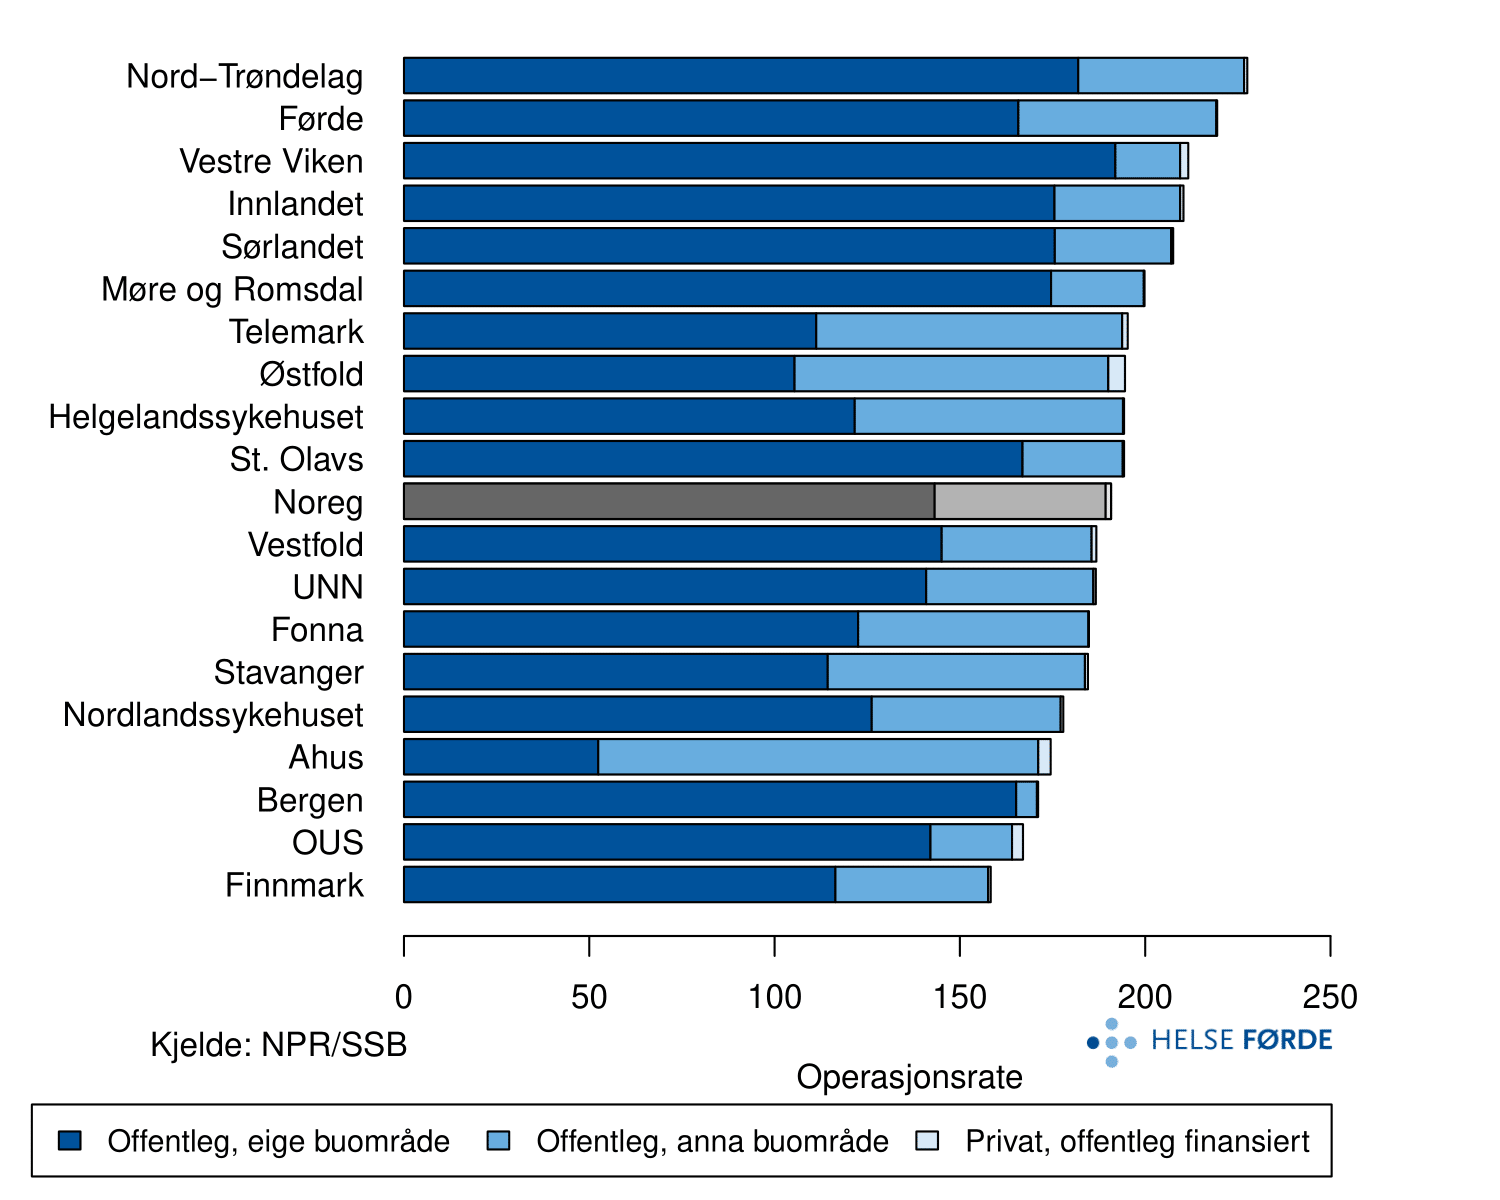 Nord−Trøndelag
Førde
Vestre Viken
Innlandet
Sørlandet
Møre og Romsdal
Telemark
Østfold
Helgelandssykehuset
St. Olavs
Noreg
Vestfold
UNN
Fonna
Stavanger
Nordlandssykehuset
Ahus
Bergen
OUS
Finnmark
0 50 100 150 200 250
Kjelde: NPR/SSB
HELSE FØRDE
Operasjonsrate
Offentleg, eige buområde Offentleg, anna buområde Privat, offentleg finansiert